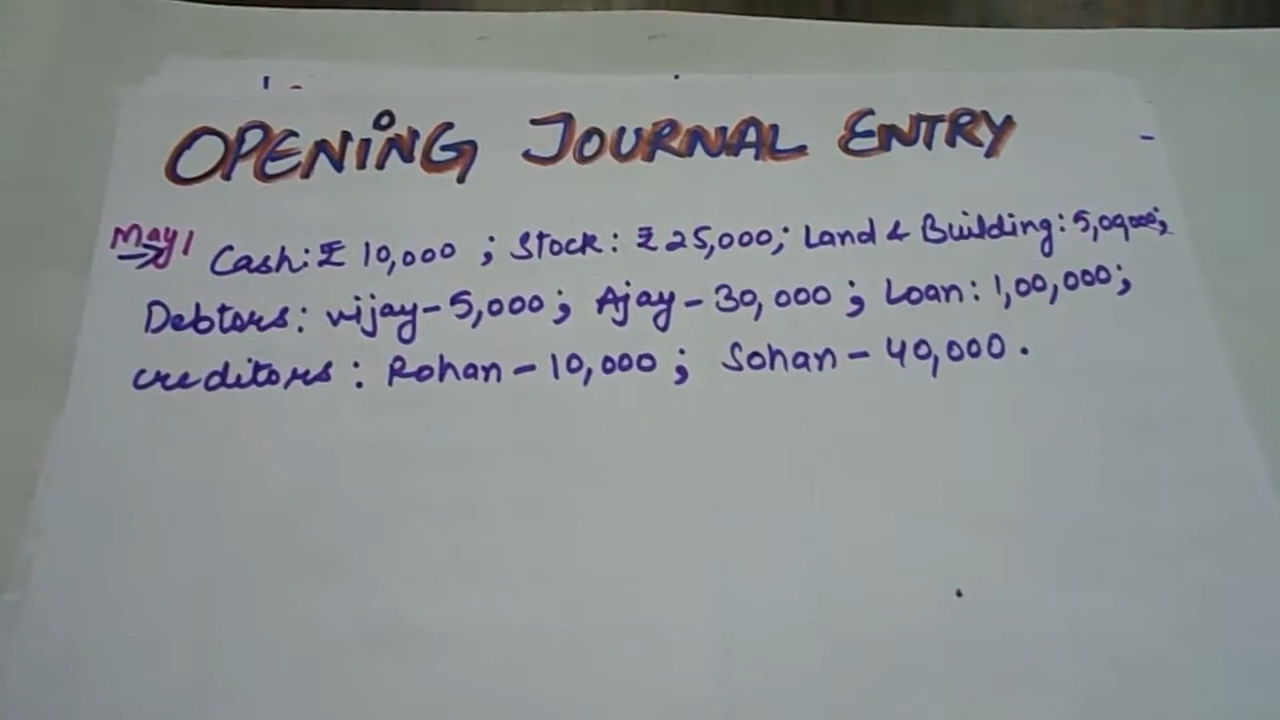 OPENING JOURNAL ENTRY
May 1
→ Cash: ₹ 10,000 ; Stock: ₹ 25,000; Land & Building: 5,00,000;
Debtors: vijay - 5,000; Ajay - 30,000 ; Loan: 1,00,000;
creditors : Rohan - 10,000 ; Sohan - 40,000 .